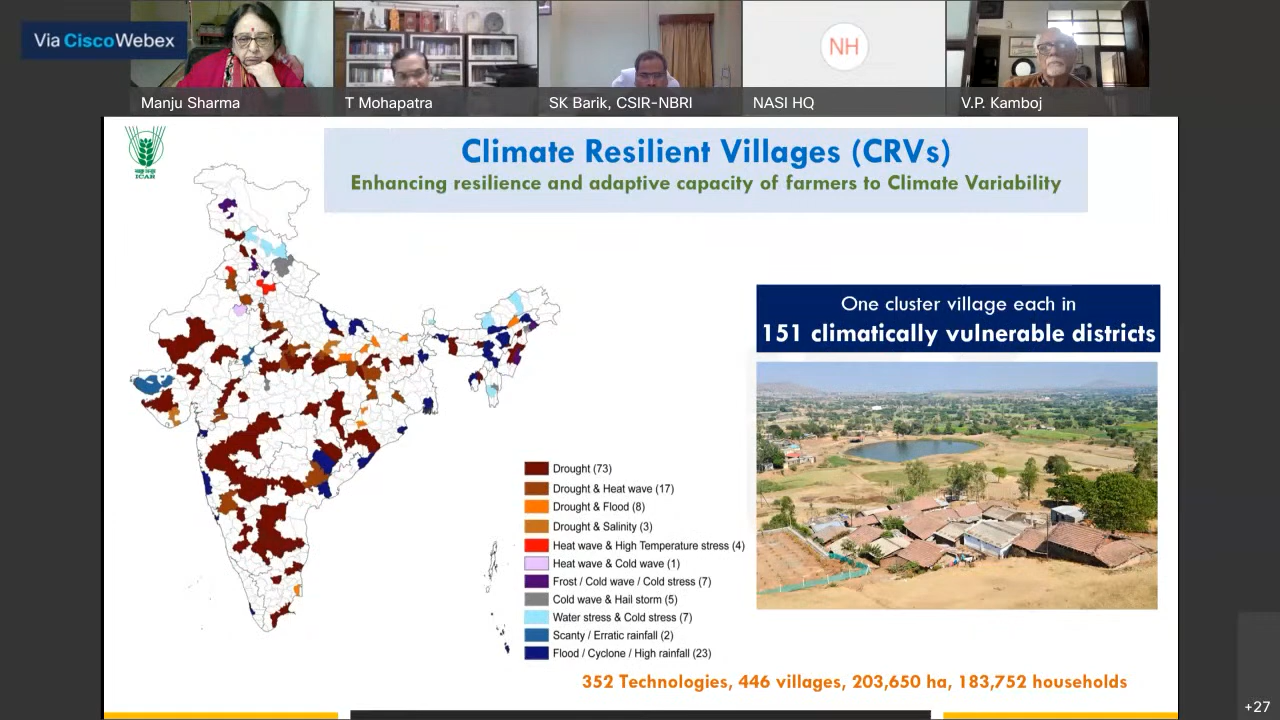 Via Cisco Webex
Manju Sharma
T Mohapatra
SK Barik, CSIR-NBRI
NH
NASI HQ
V.P. Kamboj
ICAR
Climate Resilient Villages (CRVs)
Enhancing resilience and adaptive capacity of farmers to Climate Variability
One cluster village each in
151 climatically vulnerable districts
Drought (73)
Drought & Heat wave (17)
Drought & Flood (8)
Drought & Salinity (3)
Heat wave & High Temperature stress (4)
Heat wave & Cold wave (1)
Frost / Cold wave / Cold stress (7)
Cold wave & Hail storm (5)
Water stress & Cold stress (7)
Scanty / Erratic rainfall (2)
Flood / Cyclone / High rainfall (23)
352 Technologies, 446 villages, 203,650 ha, 183,752 households
+27